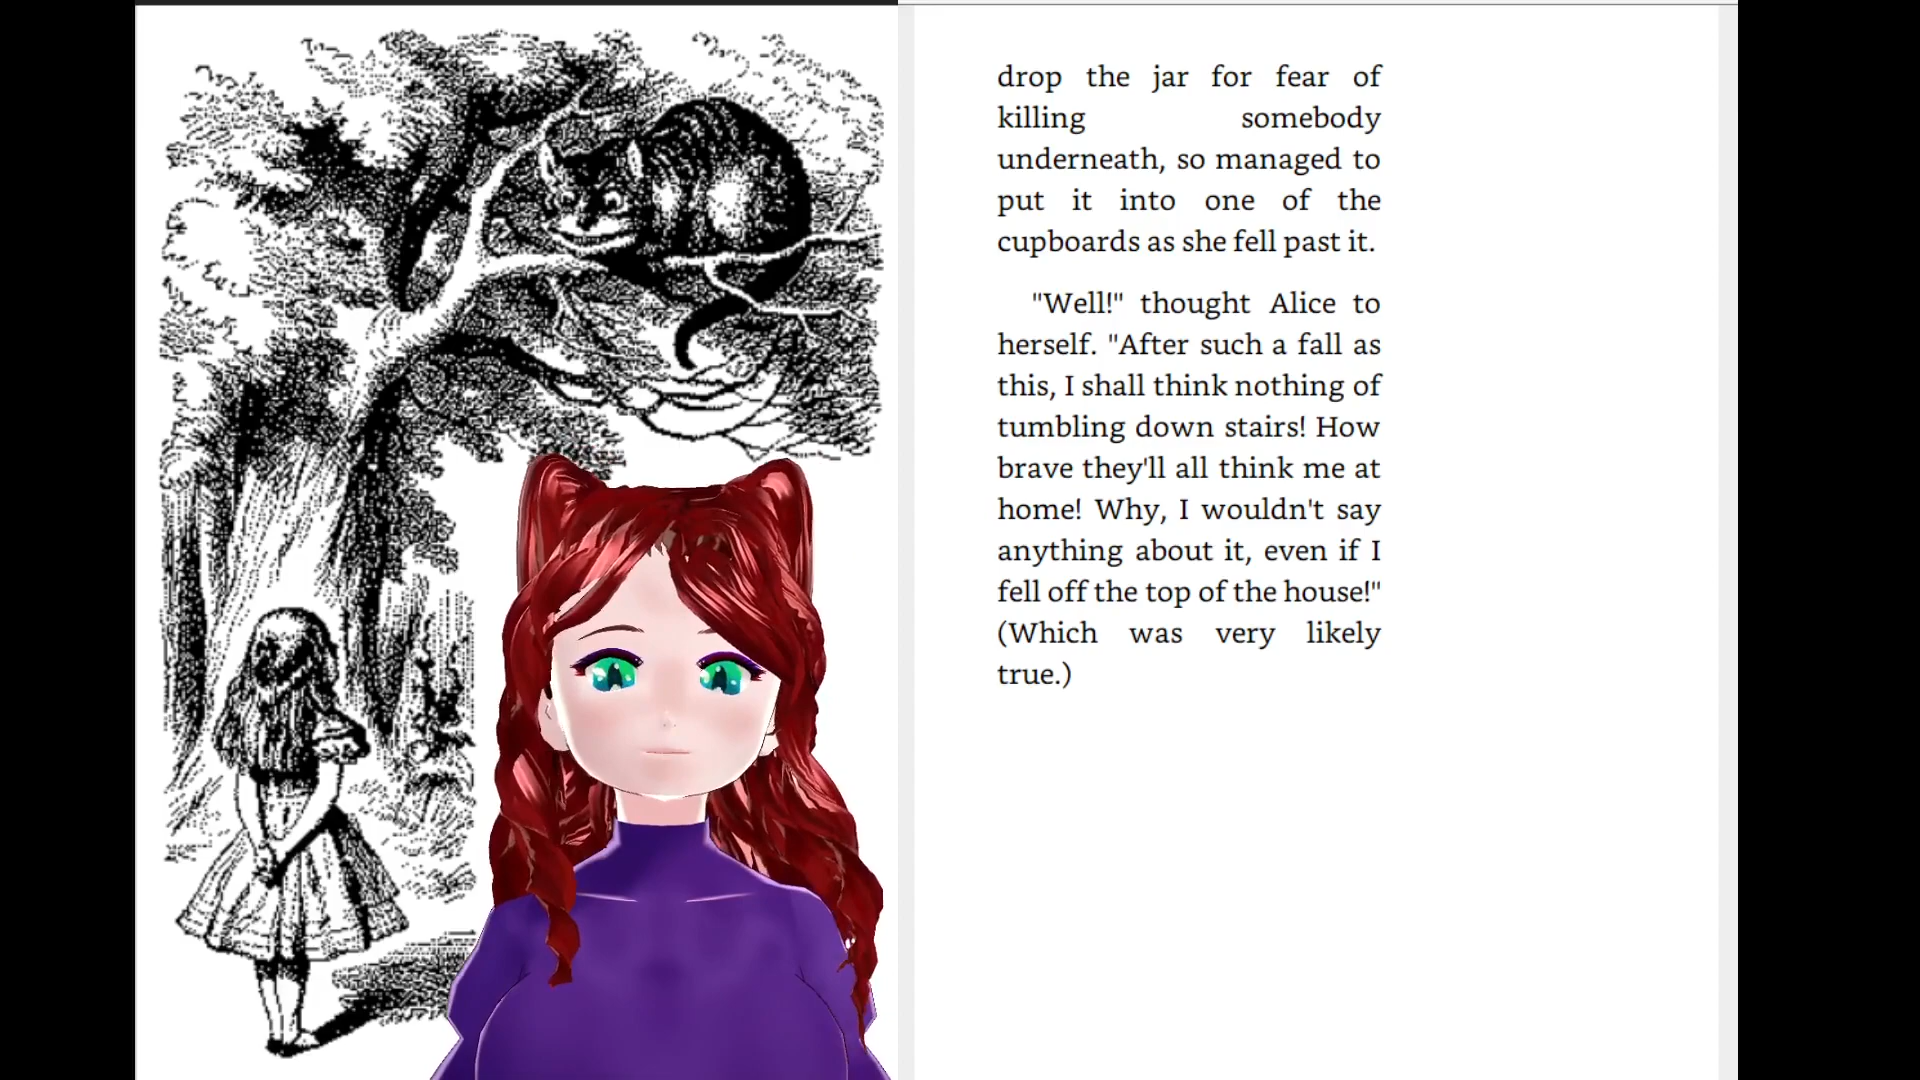 drop the jar for fear of
killing somebody
underneath, so managed to
put it into one of the
cupboards as she fell past it.
"Well!" thought Alice to
herself. "After such a fall as
this, I shall think nothing of
tumbling down stairs! How
brave they'll all think me at
home! Why, I wouldn't say
anything about it, even if I
fell off the top of the house!"
(Which was very likely
true.)